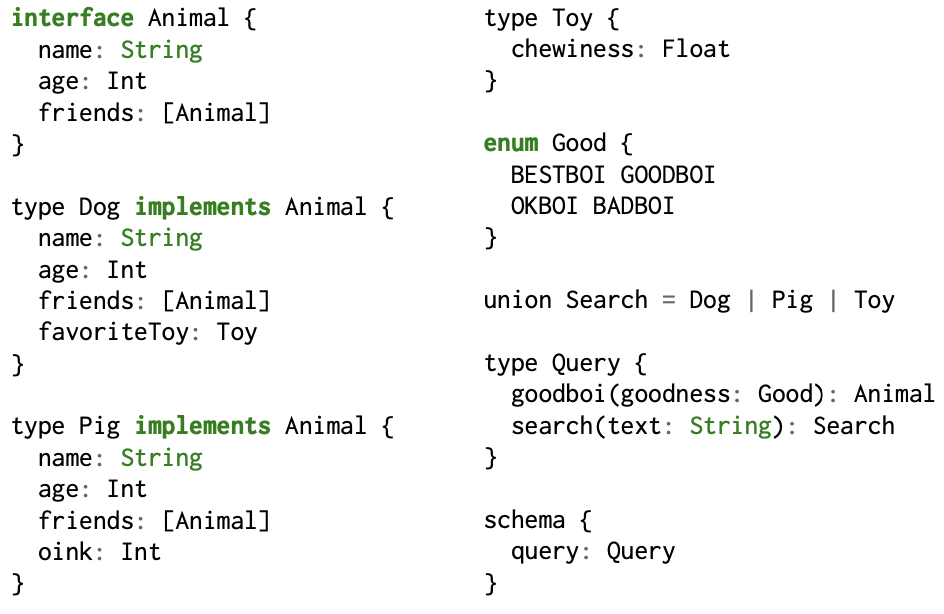 interface Animal {
  name: String
  age: Int
  friends: [Animal]
}

type Dog implements Animal {
  name: String
  age: Int
  friends: [Animal]
  favoriteToy: Toy
}

type Pig implements Animal {
  name: String
  age: Int
  friends: [Animal]
  oink: Int
}

type Toy {
  chewiness: Float
}

enum Good {
  BESTBOI GOODBOI
  OKBOI BADBOI
}

union Search = Dog | Pig | Toy

type Query {
  goodboi(goodness: Good): Animal
  search(text: String): Search
}

schema {
  query: Query
}